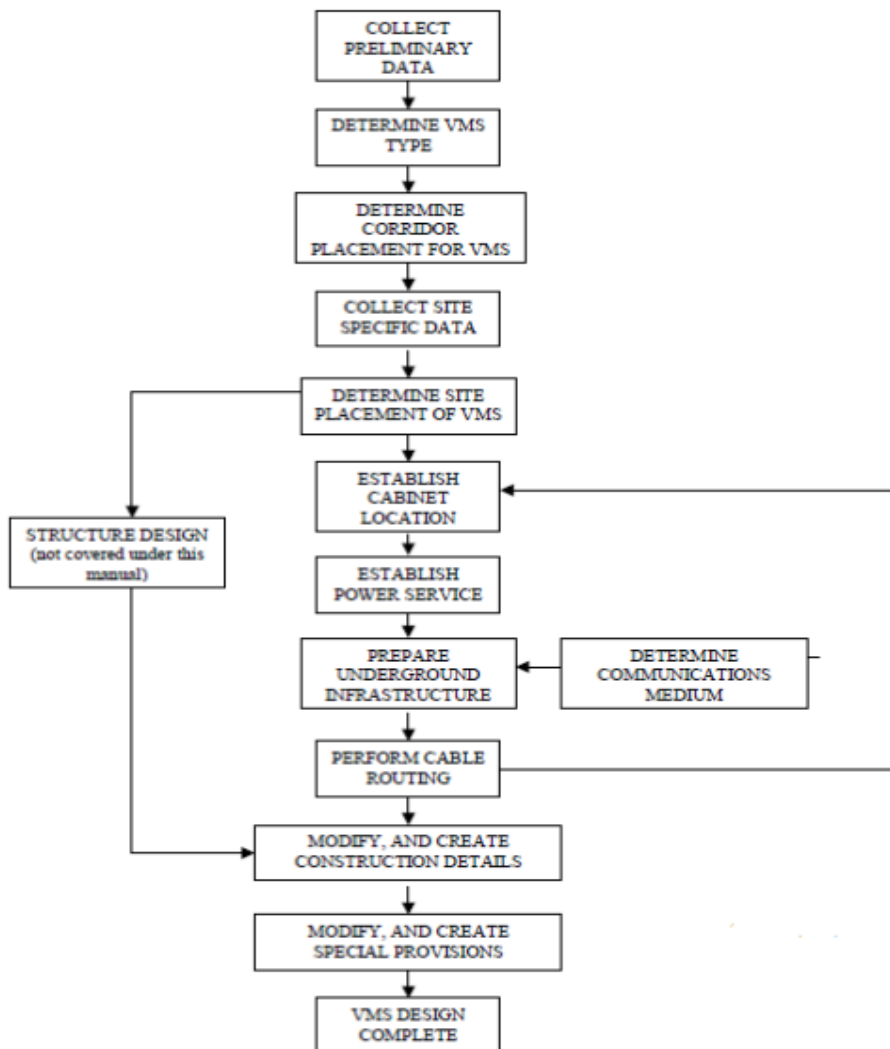 COLLECT
PRELIMINARY
DATA
DETERMINE VMS
TYPE
DETERMINE
CORRIDOR
PLACEMENT FOR VMS
COLLECT SITE
SPECIFIC DATA
DETERMINE SITE
PLACEMENT OF VMS
ESTABLISH
CABINET
LOCATION
STRUCTURE DESIGN
(not covered under this
manual)
ESTABLISH
POWER SERVICE
PREPARE
UNDERGROUND
INFRASTRUCTURE
DETERMINE
COMMUNICATIONS
MEDIUM
PERFORM CABLE
ROUTING
MODIFY, AND CREATE
CONSTRUCTION DETAILS
MODIFY, AND CREATE
SPECIAL PROVISIONS
VMS DESIGN
COMPLETE